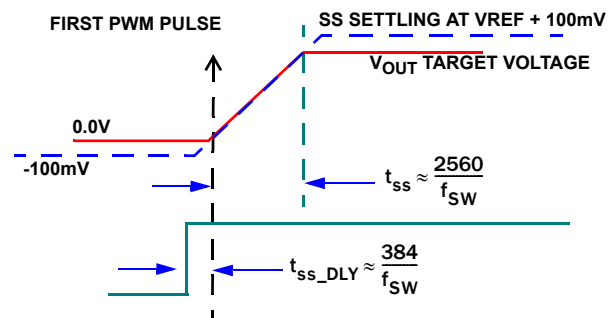 FIRST PWM PULSE
SS SETTLING AT VREF + 100mV
VOUT TARGET VOLTAGE
0.0V
-100mV
tss ≈ 2560/fSW
tss_DLY ≈ 384/fSW